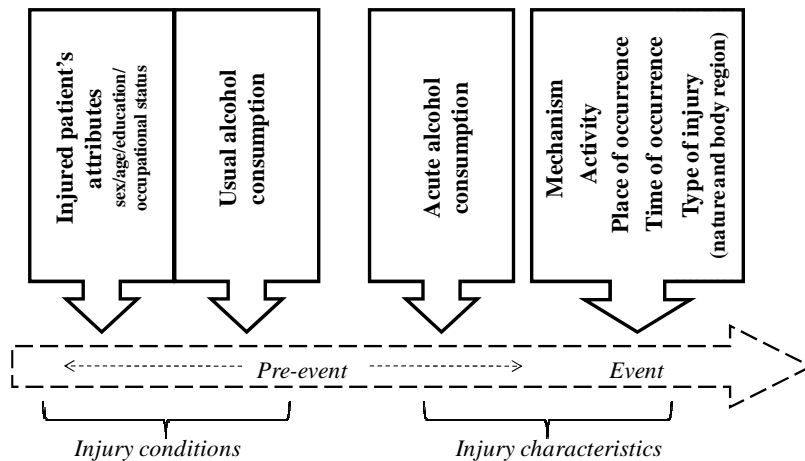 Injured patient's
attributes
sex/age/education/
occupational status
Usual alcohol
consumption
Acute alcohol
consumption
Mechanism
Activity
Place of occurrence
Time of occurrence
Type of injury
(nature and body region)
Pre-event
Event
Injury conditions
Injury characteristics